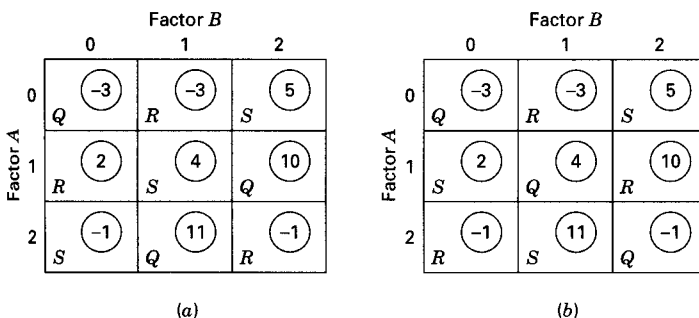 Factor B
0 1 2
Factor A
0
-3 -3 5
Q R S
1
2 4 10
R S Q
2
-1 11 -1
S Q R
(a)
Factor B
0 1 2
Factor A
0
-3 -3 5
Q R S
1
2 4 10
S Q R
2
-1 11 -1
R S Q
(b)